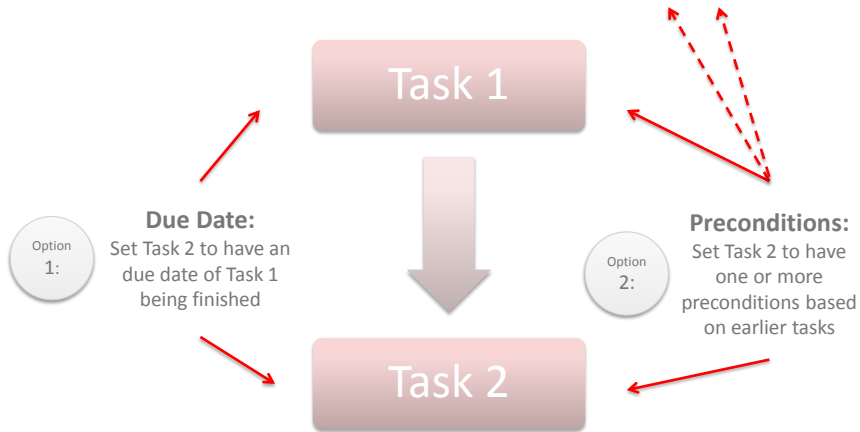 Task 1
Option
1:
Due Date:
Set Task 2 to have an
due date of Task 1
being finished
Option
2:
Preconditions:
Set Task 2 to have
one or more
preconditions based
on earlier tasks
Task 2